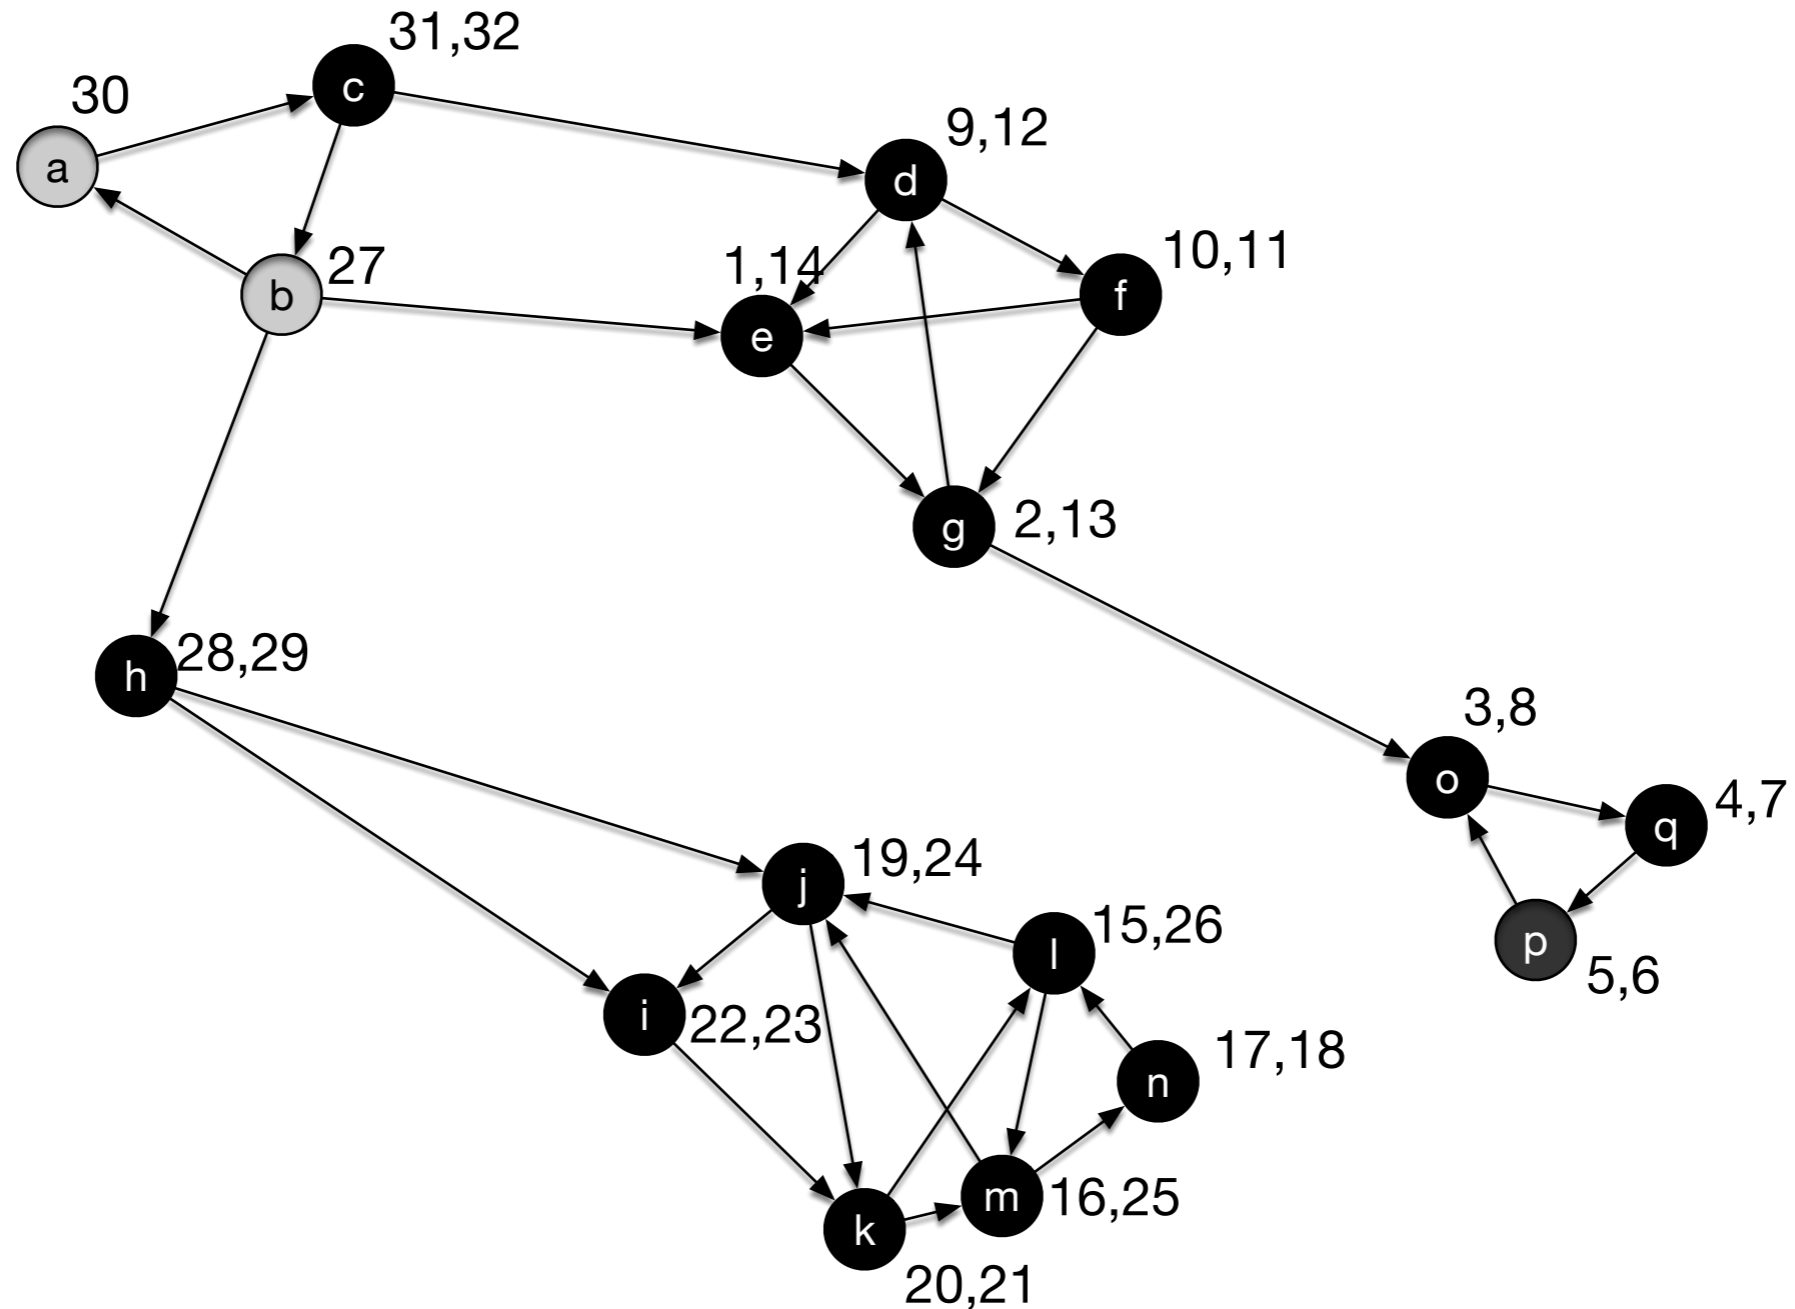 31,32
c
30
a
9,12
d
27
b
1,14
e
10,11
f
2,13
g
28,29
h
3,8
o
4,7
q
19,24
j
15,26
l
p
5,6
i
22,23
17,18
n
m
16,25
k
20,21